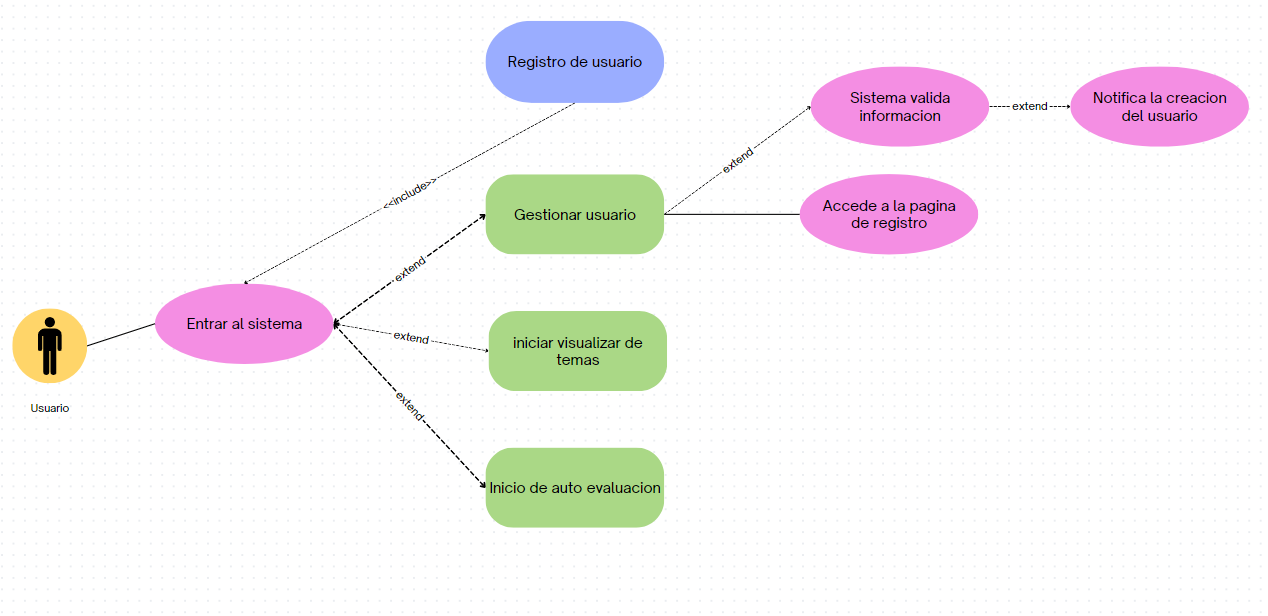 Registro de usuario
Sistema valida
informacion
extend
Notifica la creacion
del usuario
extend
<<include>>
Gestionar usuario
Accede a la pagina
de registro
extend
Entrar al sistema
extend
iniciar visualizar de
temas
Usuario
extend
Inicio de auto evaluacion